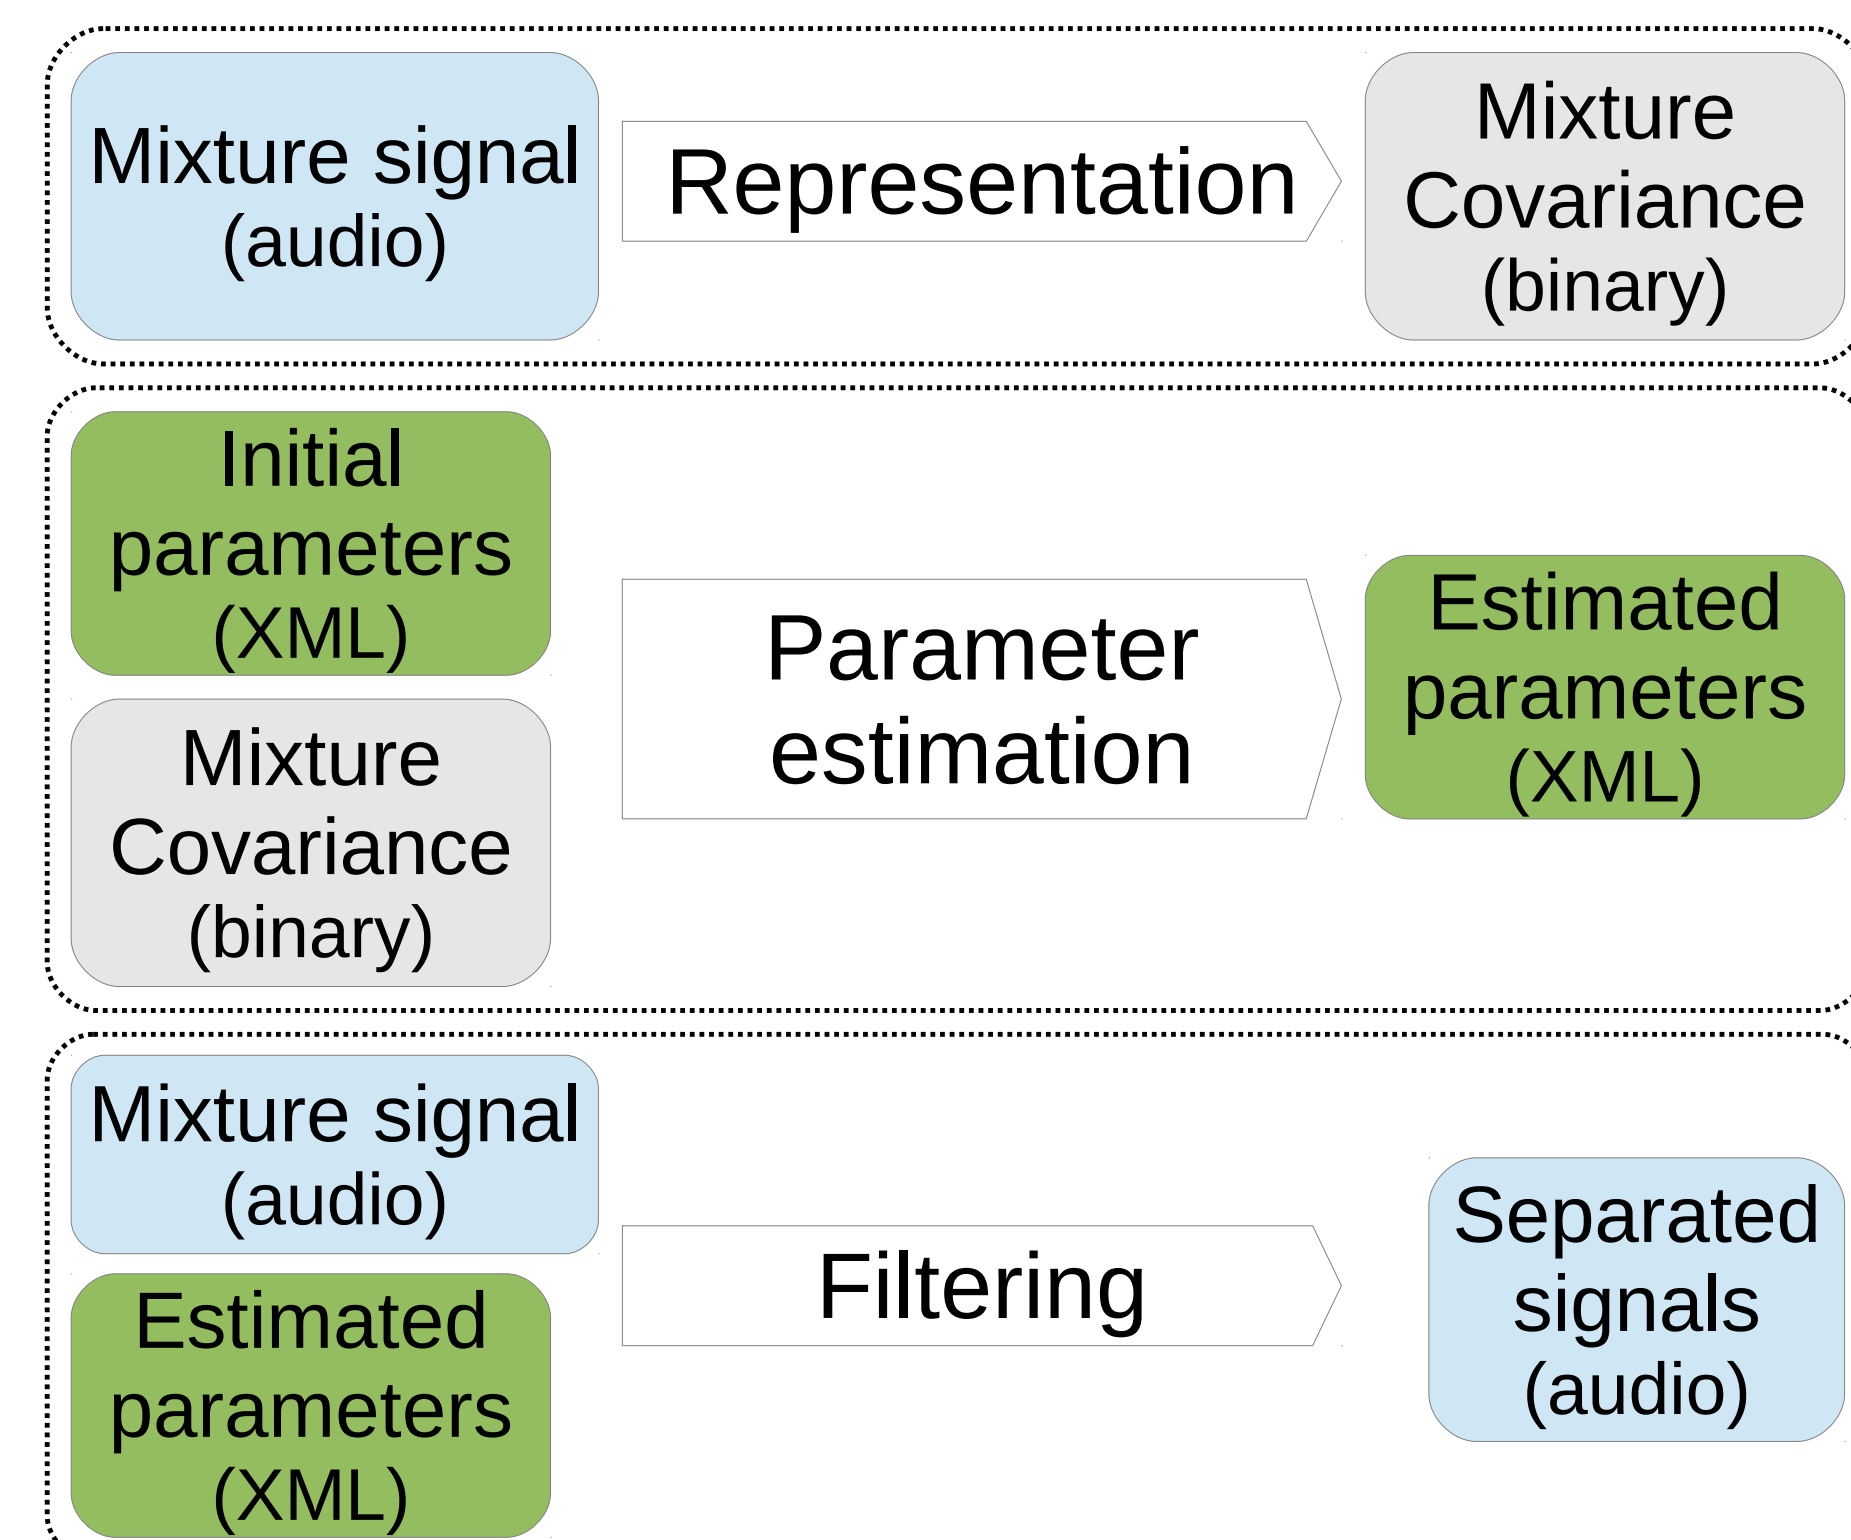 Mixture signal
(audio)
Representation
Mixture
Covariance
(binary)
Initial
parameters
(XML)
Mixture
Covariance
(binary)
Parameter
estimation
Estimated
parameters
(XML)
Mixture signal
(audio)
Estimated
parameters
(XML)
Filtering
Separated
signals
(audio)